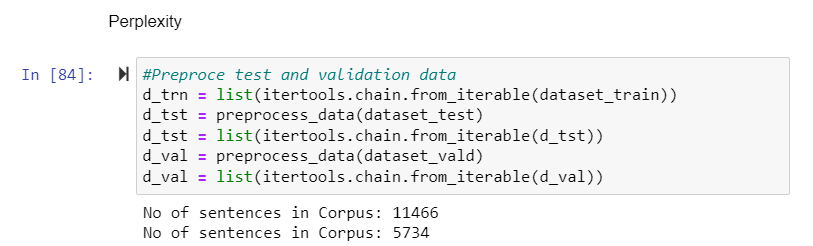 Perplexity
In [84]:
#Preproce test and validation data
d_trn = list(itertools.chain.from_iterable(dataset_train))
d_tst = preprocess_data(dataset_test)
d_tst = list(itertools.chain.from_iterable(d_tst))
d_val = preprocess_data(dataset_vald)
d_val = list(itertools.chain.from_iterable(d_val))
No of sentences in Corpus: 11466
No of sentences in Corpus: 5734